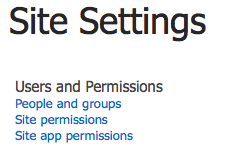 Site Settings
Users and Permissions
People and groups
Site permissions
Site app permissions